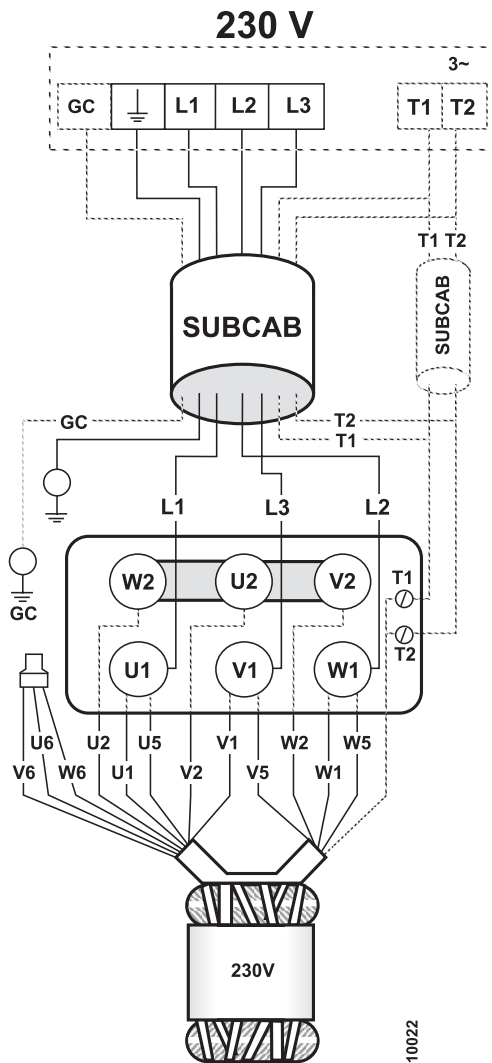 230 V
3~
GC L1 L2 L3 T1 T2
T1 T2
SUBCAB
SUBCAB
GC
T2
T1
L1 L3 L2
W2 U2 V2
T1
GC
T2
U1 V1 W1
U6 U2 U5 V1 W2 W5
V6 W6 U1 V2 V5 W1
230V
10022